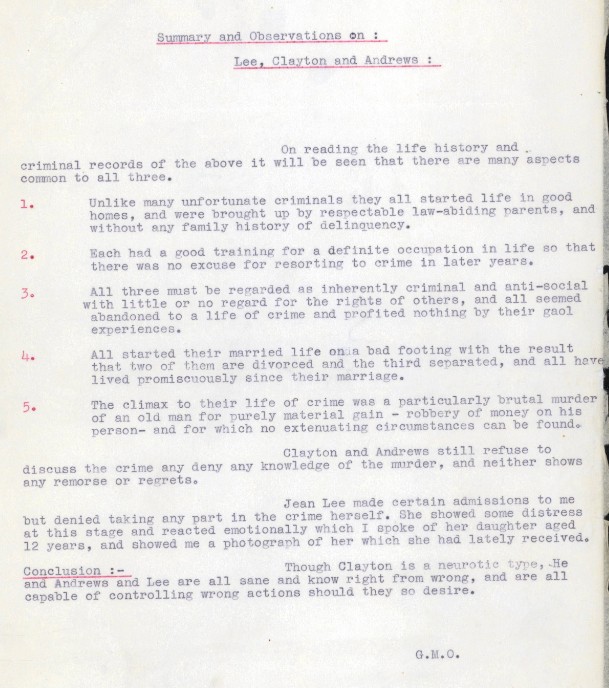 Summary and Observations on :
Lee, Clayton and Andrews :
On reading the life history and
criminal records of the above it will be seen that there are many aspects
common to all three.
1. Unlike many unfortunate criminals they all started life in good
homes, and were brought up by respectable law-abiding parents, and
without any family history of delinquency.
2. Each had a good training for a definite occupation in life so that
there was no excuse for resorting to crime in later years.
3. All three must be regarded as inherently criminal and anti-social
with little or no regard for the rights of others, and all seemed
abandoned to a life of crime and profited nothing by their gaol
experiences.
4. All started their married life on a bad footing with the result
that two of them are divorced and the third separated, and all have
lived promiscuously since their marriage.
5. The climax to their life of crime was a particularly brutal murder
of an old man for purely material gain - robbery of money on his
person- and for which no extenuating circumstances can be found.
Clayton and Andrews still refuse to
discuss the crime any deny any knowledge of the murder, and neither shows
any remorse or regrets.
Jean Lee made certain admissions to me
but denied taking any part in the crime herself. She showed some distress
at this stage and reacted emotionally which I spoke of her daughter aged
12 years, and showed me a photograph of her which she had lately received.
Conclusion :- Though Clayton is a neurotic type, He
and Andrews and Lee are all sane and know right from wrong, and are all
capable of controlling wrong actions should they so desire.
G.M.O.